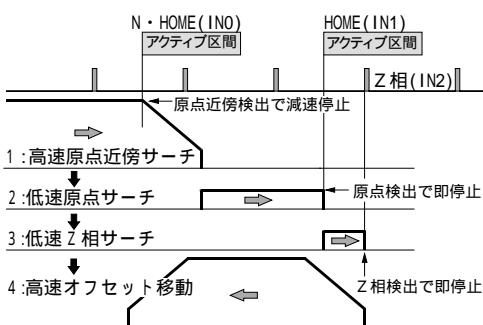 N・HOME(IN0) HOME(IN1)
アクティブ区間 アクティブ区間
Z相(IN2)
原点近傍検出で減速停止
1:高速原点近傍サーチ
2:低速原点サーチ
原点検出で即停止
3:低速Z相サーチ
4:高速オフセット移動
Z相検出で即停止